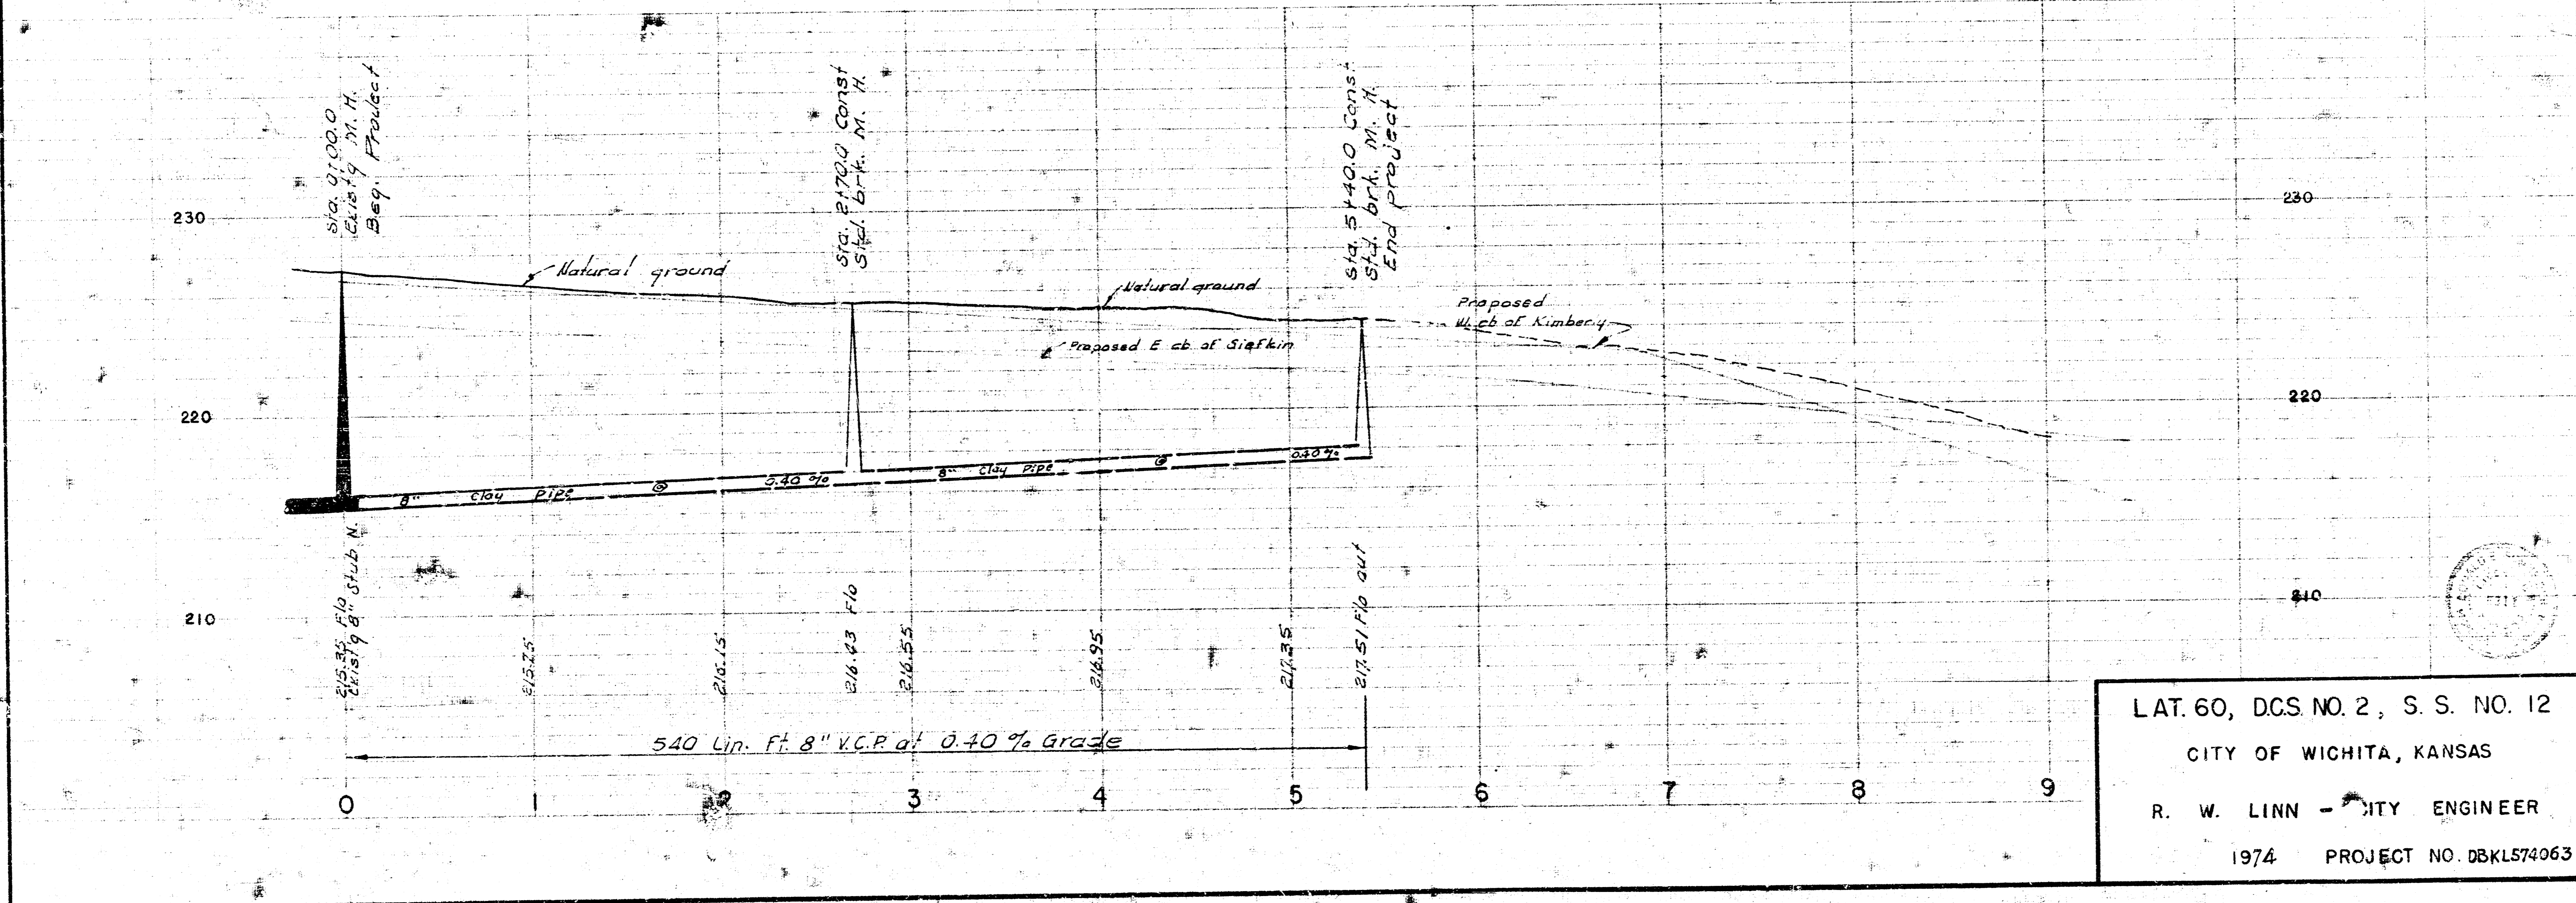 Sta. 0+00.0
Existg M. H.
Beg. Project
Sta. 2+70.0 Const
Std. brk. M. H.
Sta. 5+40.0 Const
Std. brk. M. H.
End project
230
230
Natural ground
Natural ground
Proposed
W. cb of Kimberly
Proposed E cb of Siefkin
220
220
8" clay pipe @ 0.40 %
8" clay pipe @ 0.40 %
210
210
215.35 Flo
Existg 8" Stub N.
215.75
216.15
216.43 Flo
216.55
216.95
217.35
217.51 Flo out
540 Lin. Ft. 8" V.C.P. at 0.40 % Grade
0 1 2 3 4 5 6 7 8 9
LAT. 60, D.C.S. NO. 2, S. S. NO. 12
CITY OF WICHITA, KANSAS
R. W. LINN - CITY ENGINEER
1974 PROJECT NO. DBKL574063